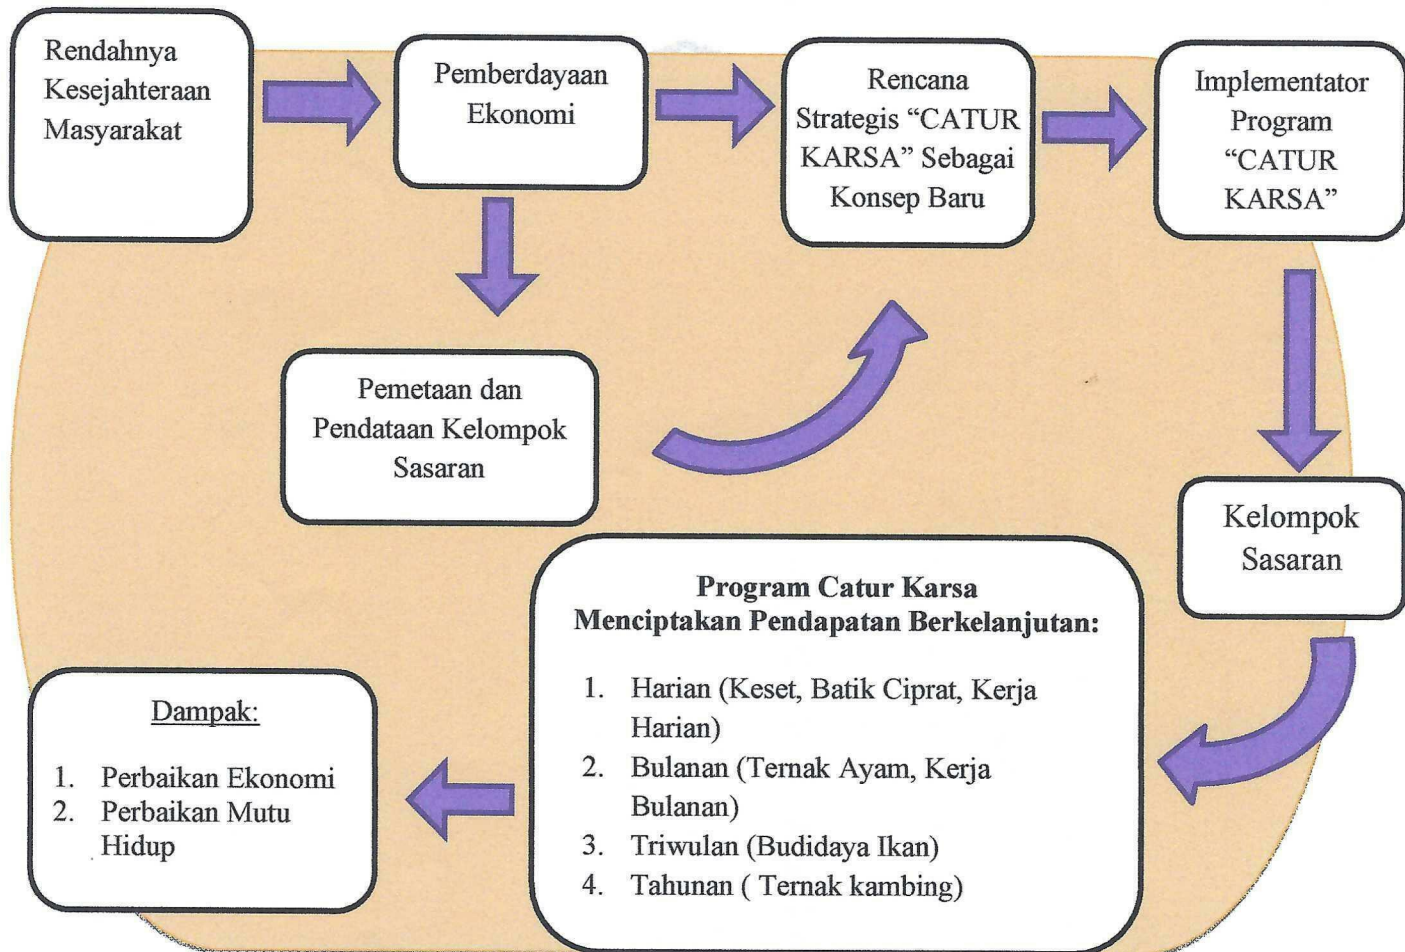 Rendahnya
Kesejahteraan
Masyarakat
Pemberdayaan
Ekonomi
Rencana
Strategis “CATUR
KARSA” Sebagai
Konsep Baru
Implementator
Program
“CATUR
KARSA”
Pemetaan dan
Pendataan Kelompok
Sasaran
Kelompok
Sasaran
Program Catur Karsa
Menciptakan Pendapatan Berkelanjutan:
1. Harian (Keset, Batik Ciprat, Kerja
Harian)
2. Bulanan (Ternak Ayam, Kerja
Bulanan)
3. Triwulan (Budidaya Ikan)
4. Tahunan ( Ternak kambing)
Dampak:
1. Perbaikan Ekonomi
2. Perbaikan Mutu
Hidup